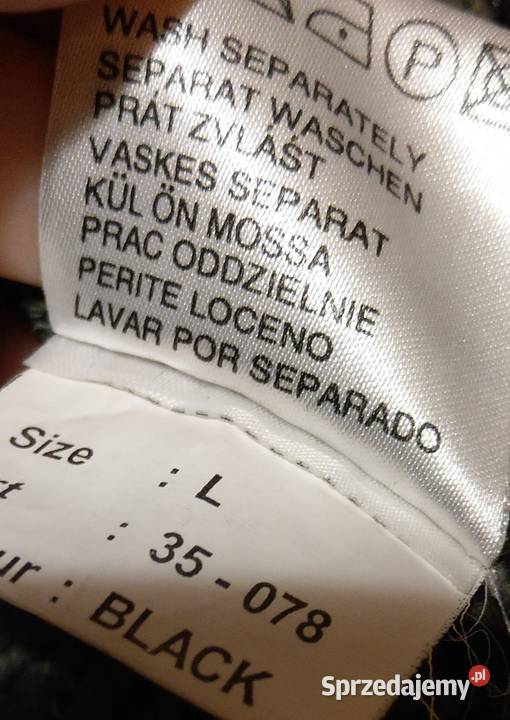 P
WASH SEPARATELY
SEPARAT WASCHEN
PRAT ZVLÁŠT
VASKES SEPARAT
KÜL ÖN MOSSA
PRAC ODDZIELNIE
PERITE LOCENO
LAVAR POR SEPARADO
Size : L
: 35 - 078
: BLACK
Sprzedajemy.pl